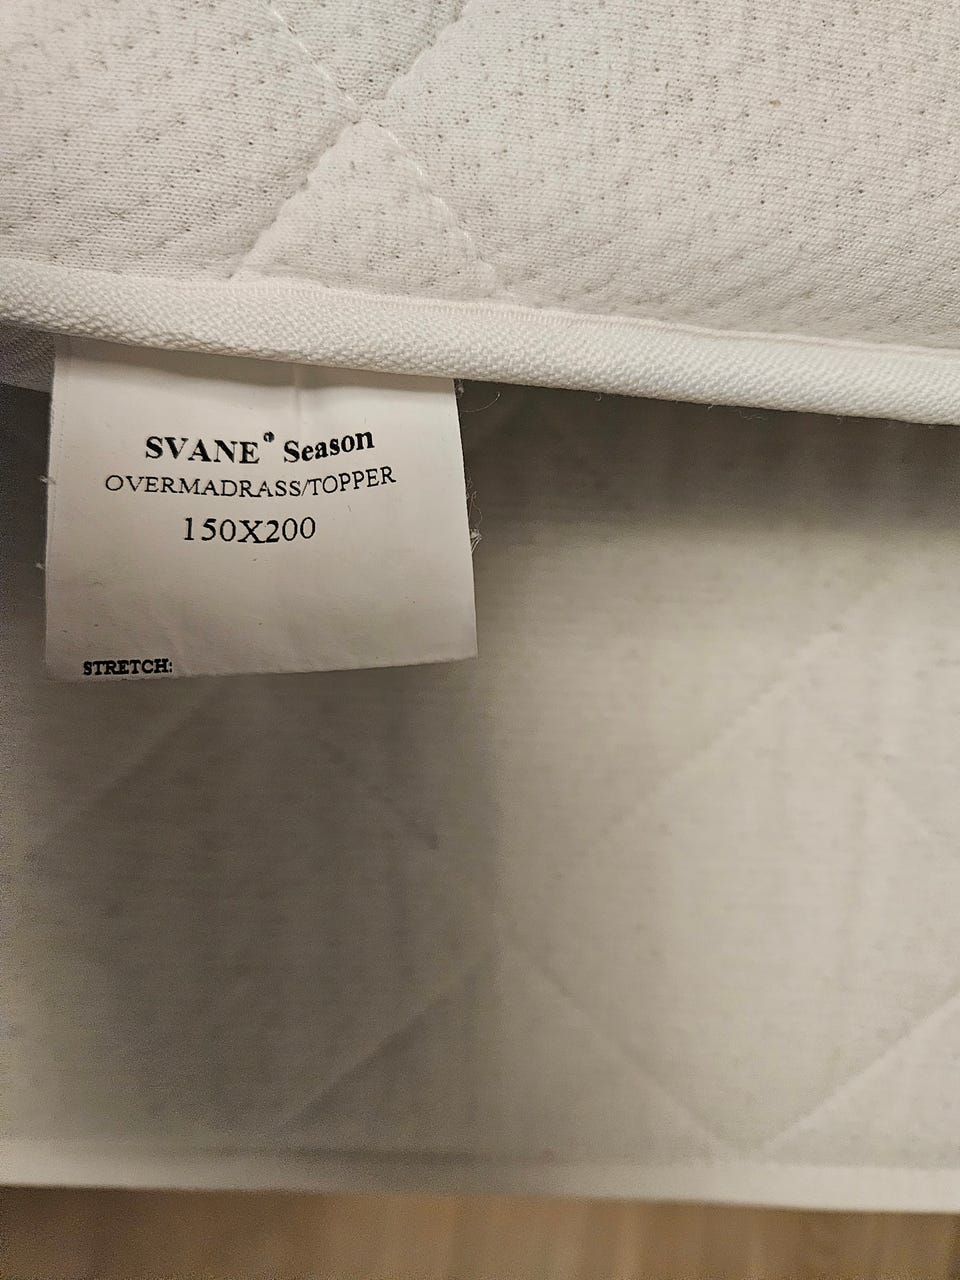 SVANE® Season
OVERMADRASS/TOPPER
150X200
STRETCH: